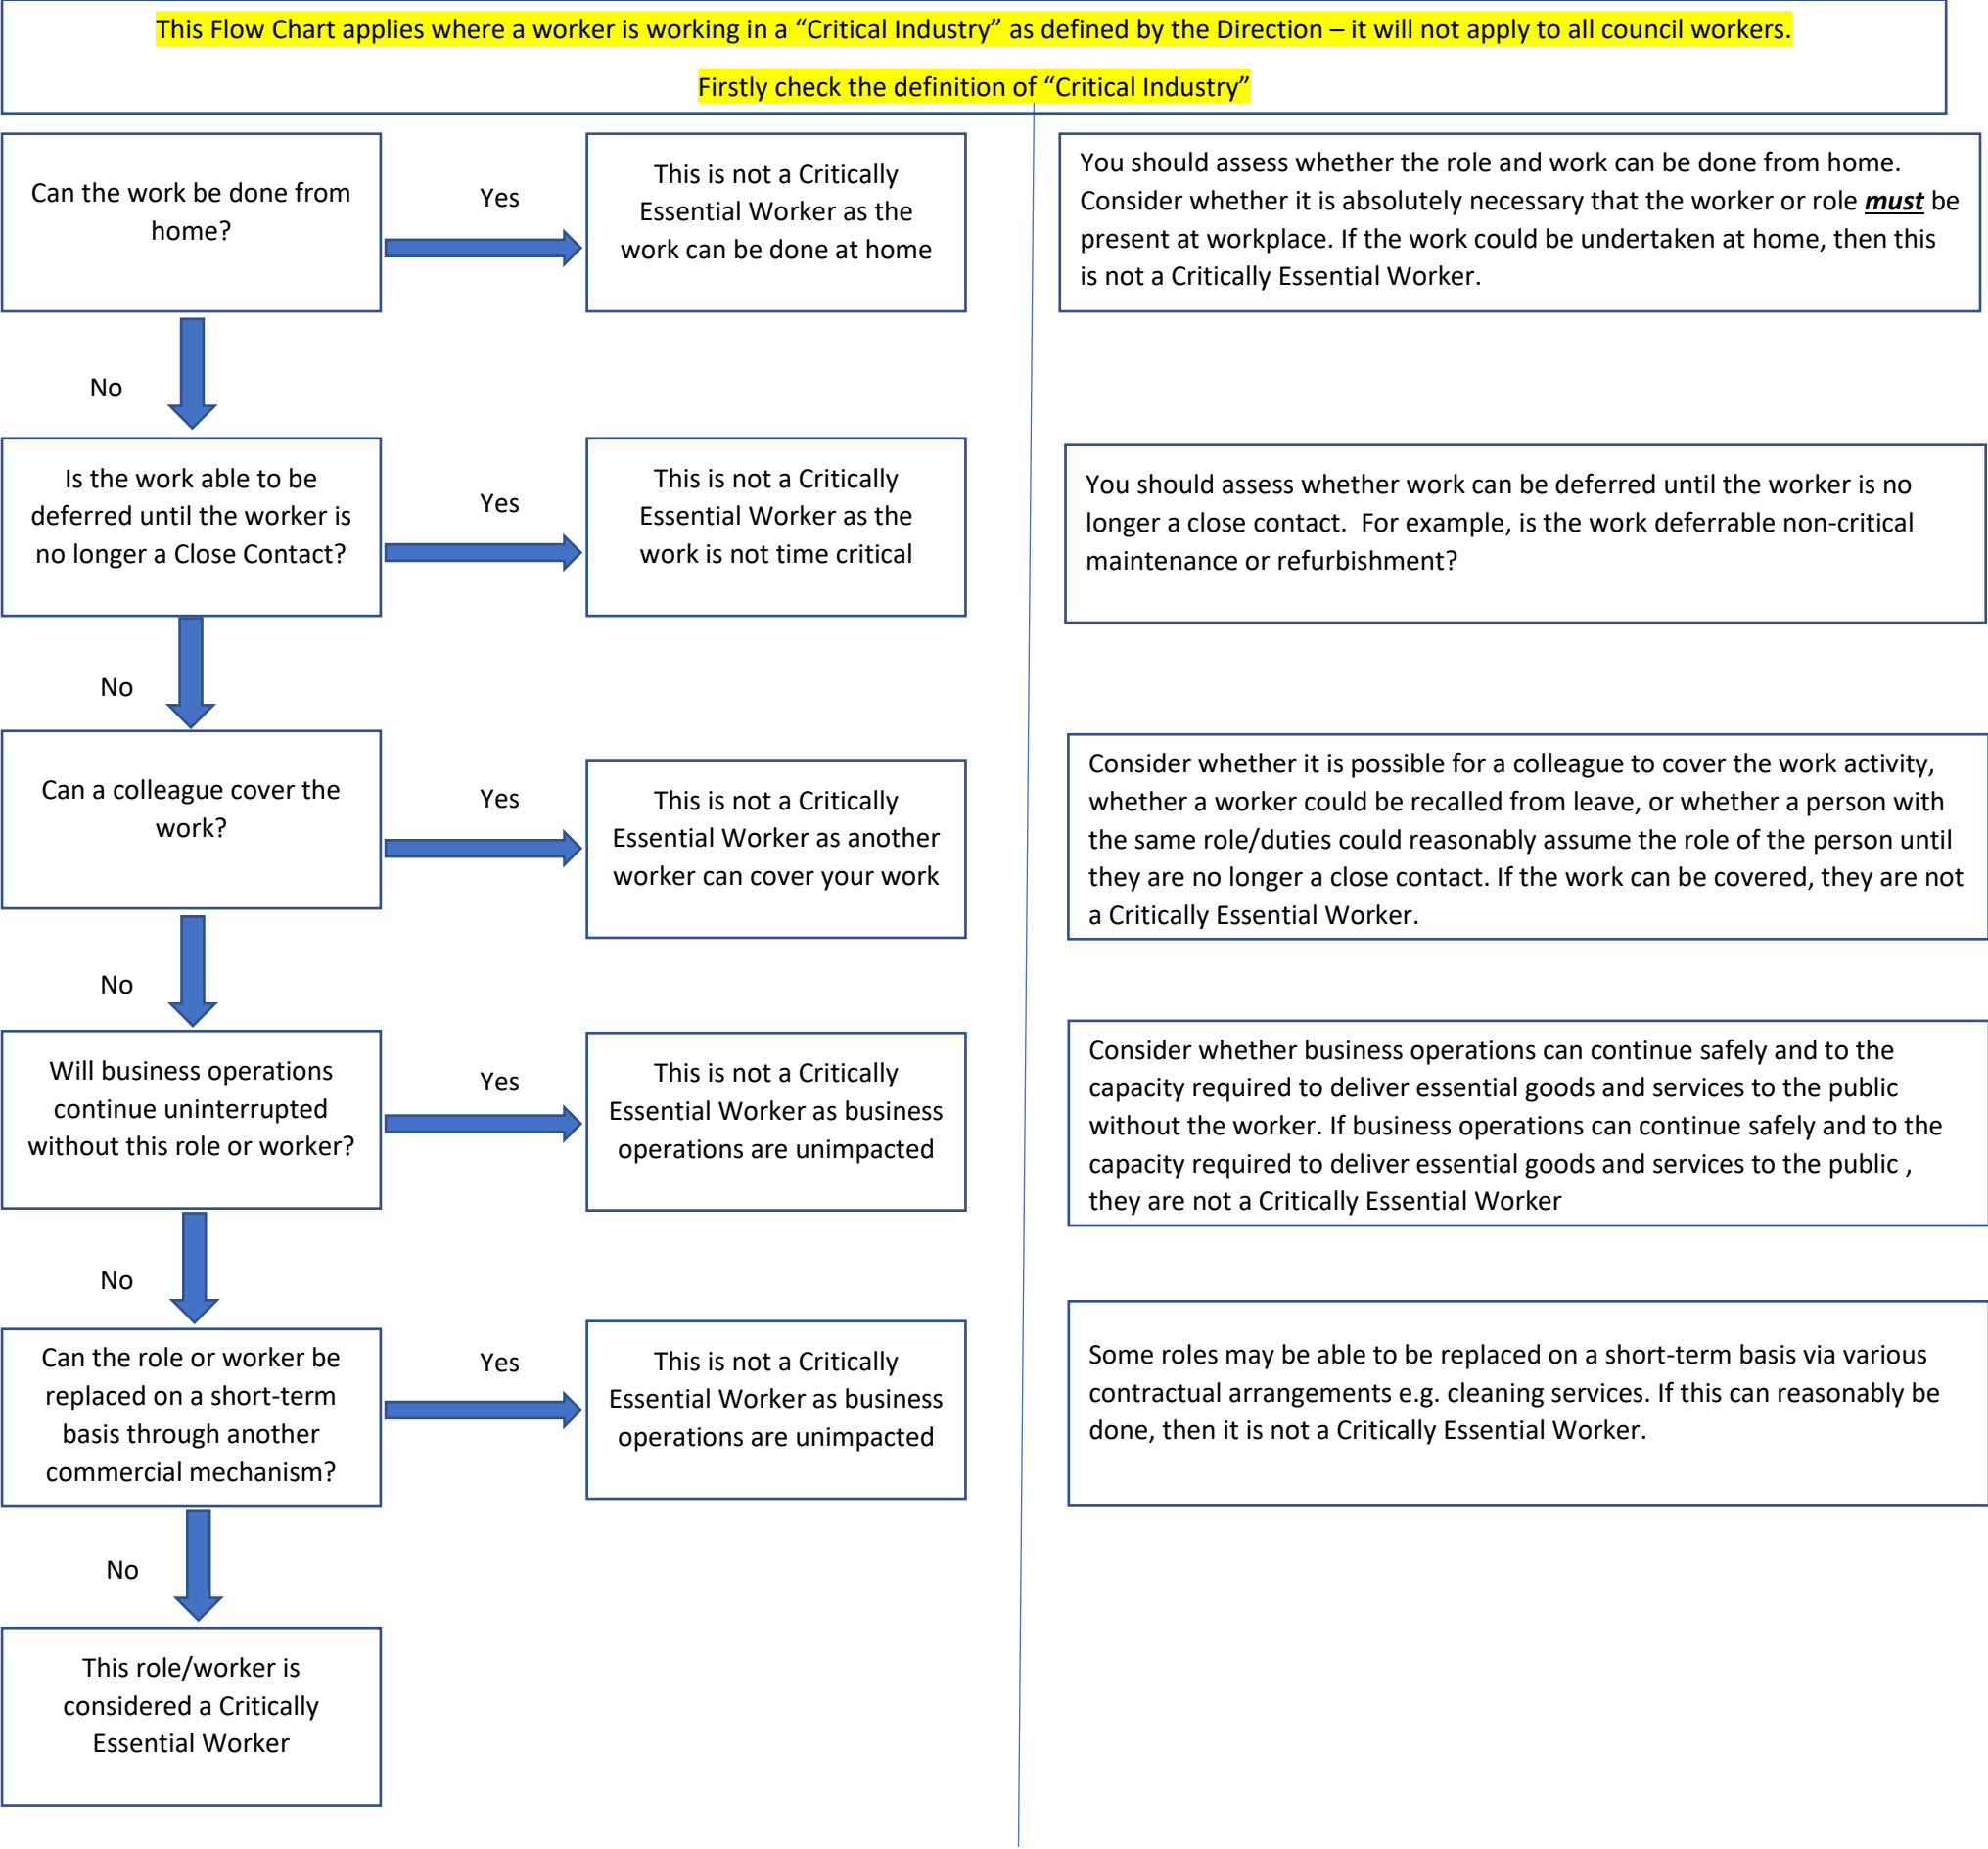 This Flow Chart applies where a worker is working in a “Critical Industry” as defined by the Direction – it will not apply to all council workers.
Firstly check the definition of “Critical Industry”
Can the work be done from
home?
Yes
This is not a Critically
Essential Worker as the
work can be done at home
You should assess whether the role and work can be done from home.
Consider whether it is absolutely necessary that the worker or role must be
present at workplace. If the work could be undertaken at home, then this
is not a Critically Essential Worker.
No
Is the work able to be
deferred until the worker is
no longer a Close Contact?
Yes
This is not a Critically
Essential Worker as the
work is not time critical
You should assess whether work can be deferred until the worker is no
longer a close contact.  For example, is the work deferrable non-critical
maintenance or refurbishment?
No
Can a colleague cover the
work?
Yes
This is not a Critically
Essential Worker as another
worker can cover your work
Consider whether it is possible for a colleague to cover the work activity,
whether a worker could be recalled from leave, or whether a person with
the same role/duties could reasonably assume the role of the person until
they are no longer a close contact. If the work can be covered, they are not
a Critically Essential Worker.
No
Will business operations
continue uninterrupted
without this role or worker?
Yes
This is not a Critically
Essential Worker as business
operations are unimpacted
Consider whether business operations can continue safely and to the
capacity required to deliver essential goods and services to the public
without the worker. If business operations can continue safely and to the
capacity required to deliver essential goods and services to the public ,
they are not a Critically Essential Worker
No
Can the role or worker be
replaced on a short-term
basis through another
commercial mechanism?
Yes
This is not a Critically
Essential Worker as business
operations are unimpacted
Some roles may be able to be replaced on a short-term basis via various
contractual arrangements e.g. cleaning services. If this can reasonably be
done, then it is not a Critically Essential Worker.
No
This role/worker is
considered a Critically
Essential Worker